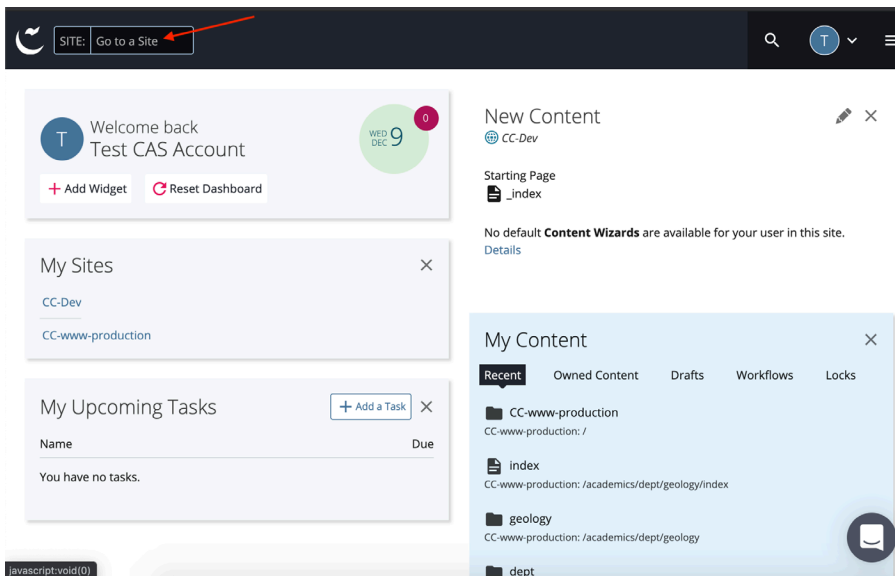 SITE: Go to a Site
T
Welcome back
Test CAS Account
T
WED
DEC
9
0
+ Add Widget
Reset Dashboard
My Sites
CC-Dev
CC-www-production
My Upcoming Tasks
+ Add a Task
Name Due
You have no tasks.
New Content
CC-Dev
Starting Page
_index
No default Content Wizards are available for your user in this site.
Details
My Content
Recent Owned Content Drafts Workflows Locks
CC-www-production
CC-www-production: /
index
CC-www-production: /academics/dept/geology/index
geology
CC-www-production: /academics/dept/geology
dept
javascript:void(0)